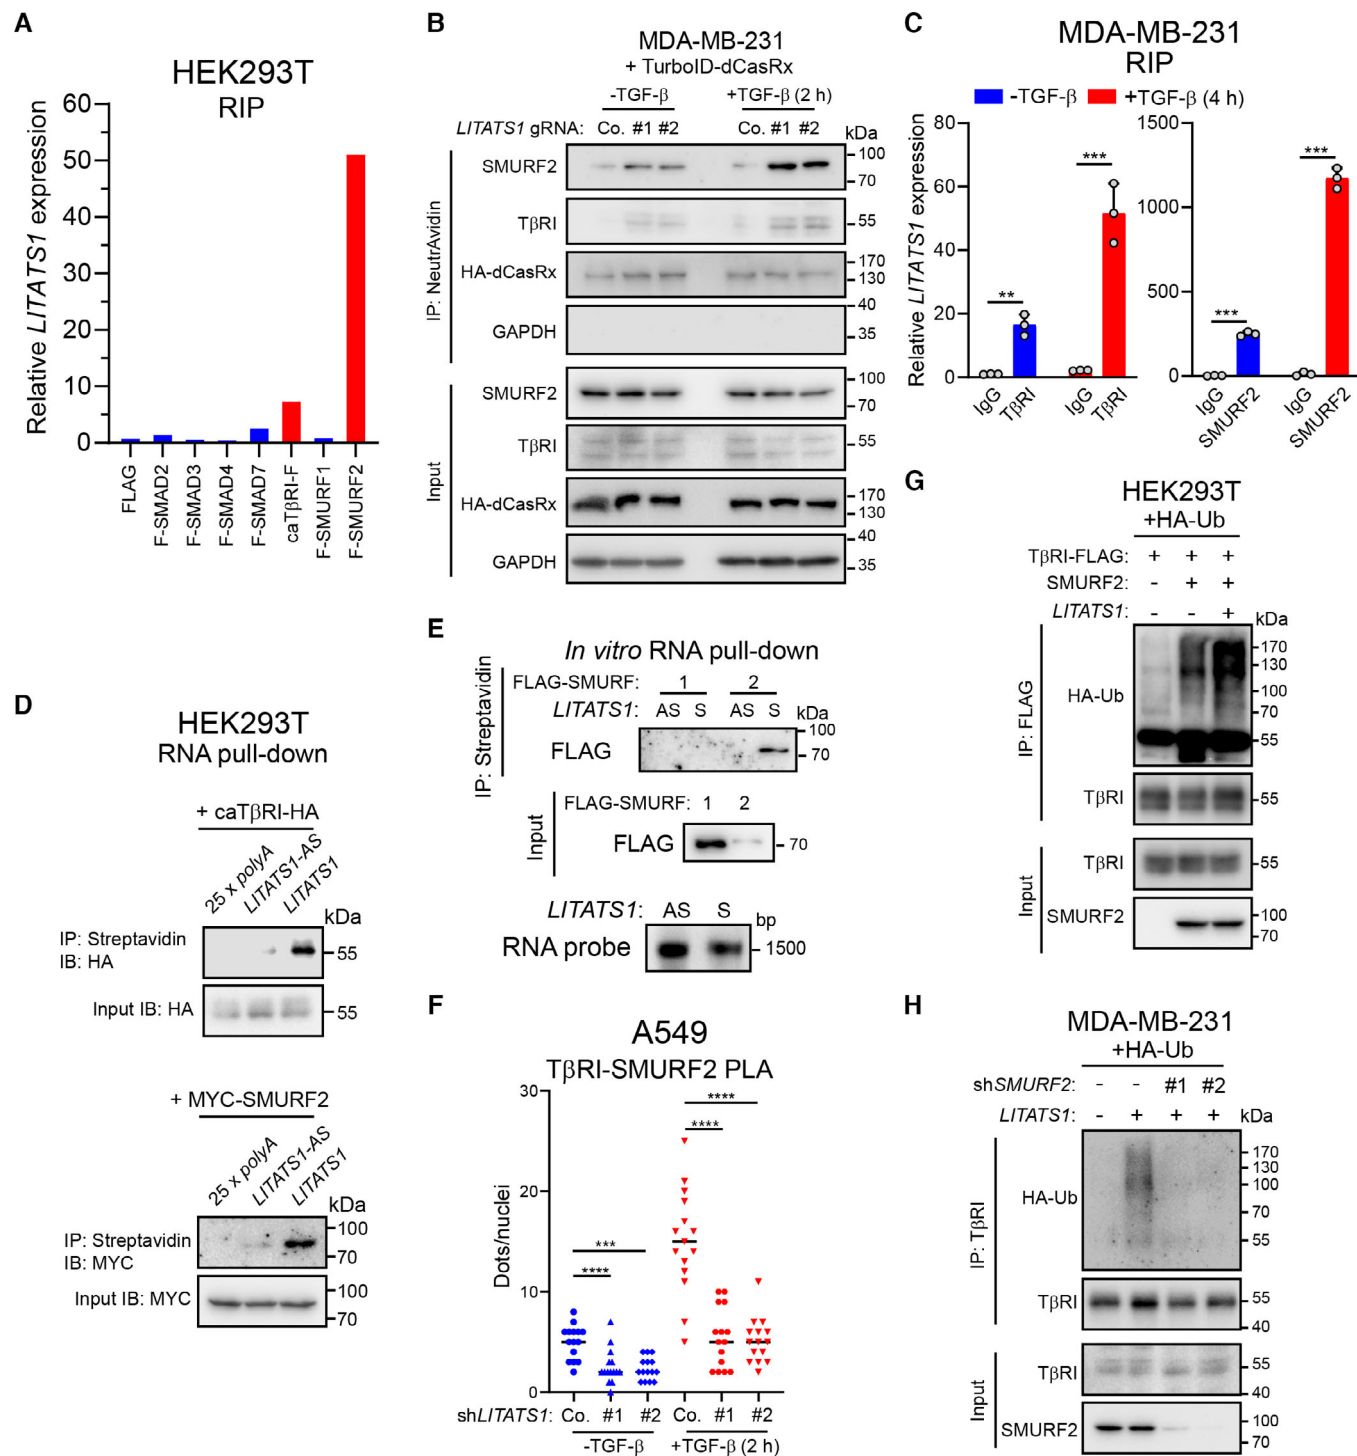 A
HEK293T
RIP
Relative LITATS1 expression
60
50
40
30
20
10
0
FLAG
F-SMAD2
F-SMAD3
F-SMAD4
F-SMAD7
caTβRI-F
F-SMURF1
F-SMURF2
B
MDA-MB-231
+ TurboID-dCasRx
-TGF-β +TGF-β (2 h)
LITATS1 gRNA: Co. #1 #2 Co. #1 #2 kDa
IP: NeutrAvidin
SMURF2 100
70
TβRI 55
HA-dCasRx 170
130
GAPDH 40
35
Input
SMURF2 100
70
TβRI 55
HA-dCasRx 170
130
GAPDH 35
C
MDA-MB-231
RIP
-TGF-β +TGF-β (4 h)
Relative LITATS1 expression
80
60
40
20
0
** ***
IgG
TβRI
IgG
TβRI
1500
1000
500
0
*** ***
IgG
SMURF2
IgG
SMURF2
D
HEK293T
RNA pull-down
+ caTβRI-HA
25 x polyA
LITATS1-AS
LITATS1
kDa
IP: Streptavidin
IB: HA
55
Input IB: HA 55
+ MYC-SMURF2
25 x polyA
LITATS1-AS
LITATS1
kDa
IP: Streptavidin
IB: MYC
100
70
Input IB: MYC 100
70
E
In vitro RNA pull-down
IP: Streptavidin
FLAG-SMURF: 1 2
LITATS1: AS S AS S kDa
FLAG 100
70
Input
FLAG-SMURF: 1 2
FLAG 70
LITATS1: AS S bp
RNA probe 1500
F
A549
TβRI-SMURF2 PLA
Dots/nuclei
30
20
10
0
****
***
****
****
shLITATS1: Co. #1 #2 Co. #1 #2
-TGF-β +TGF-β (2 h)
G
HEK293T
+HA-Ub
TβRI-FLAG: + + +
SMURF2: - + +
LITATS1: - - +
kDa
IP: FLAG
HA-Ub
170
130
100
70
55
TβRI 55
Input
TβRI 55
SMURF2 100
70
H
MDA-MB-231
+HA-Ub
shSMURF2: - - #1 #2
LITATS1: - + + + kDa
IP: TβRI
HA-Ub
170
130
100
70
55
TβRI 55
40
Input
TβRI 55
40
SMURF2 100
70